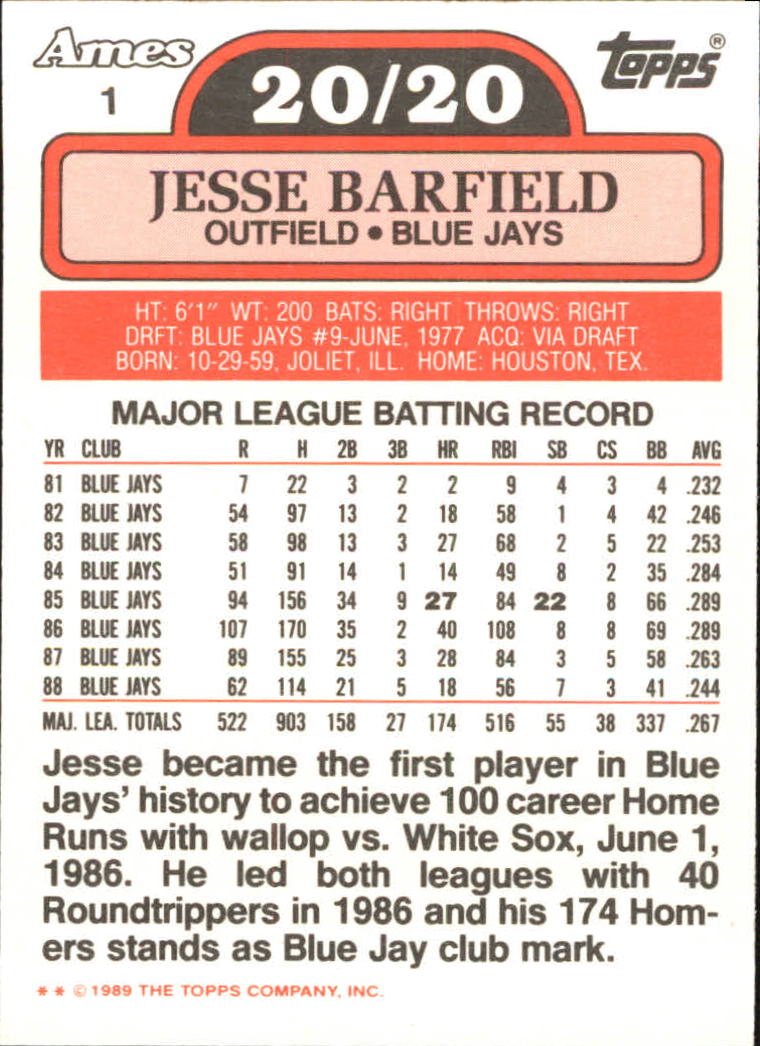 Ames
1
20/20
topps®
JESSE BARFIELD
OUTFIELD • BLUE JAYS
HT: 6'1" WT: 200 BATS: RIGHT THROWS: RIGHT
DRFT: BLUE JAYS #9-JUNE, 1977 ACQ: VIA DRAFT
BORN: 10-29-59, JOLIET, ILL. HOME: HOUSTON, TEX.
MAJOR LEAGUE BATTING RECORD
YR CLUB R H 2B 3B HR RBI SB CS BB AVG
81 BLUE JAYS 7 22 3 2 2 9 4 3 4 .232
82 BLUE JAYS 54 97 13 2 18 58 1 4 42 .246
83 BLUE JAYS 58 98 13 3 27 68 2 5 22 .253
84 BLUE JAYS 51 91 14 1 14 49 8 2 35 .284
85 BLUE JAYS 94 156 34 9 27 84 22 8 66 .289
86 BLUE JAYS 107 170 35 2 40 108 8 8 69 .289
87 BLUE JAYS 89 155 25 3 28 84 3 5 58 .263
88 BLUE JAYS 62 114 21 5 18 56 7 3 41 .244
MAJ. LEA. TOTALS 522 903 158 27 174 516 55 38 337 .267
Jesse became the first player in Blue
Jays' history to achieve 100 career Home
Runs with wallop vs. White Sox, June 1,
1986. He led both leagues with 40
Roundtrippers in 1986 and his 174 Hom-
ers stands as Blue Jay club mark.
* * © 1989 THE TOPPS COMPANY, INC.